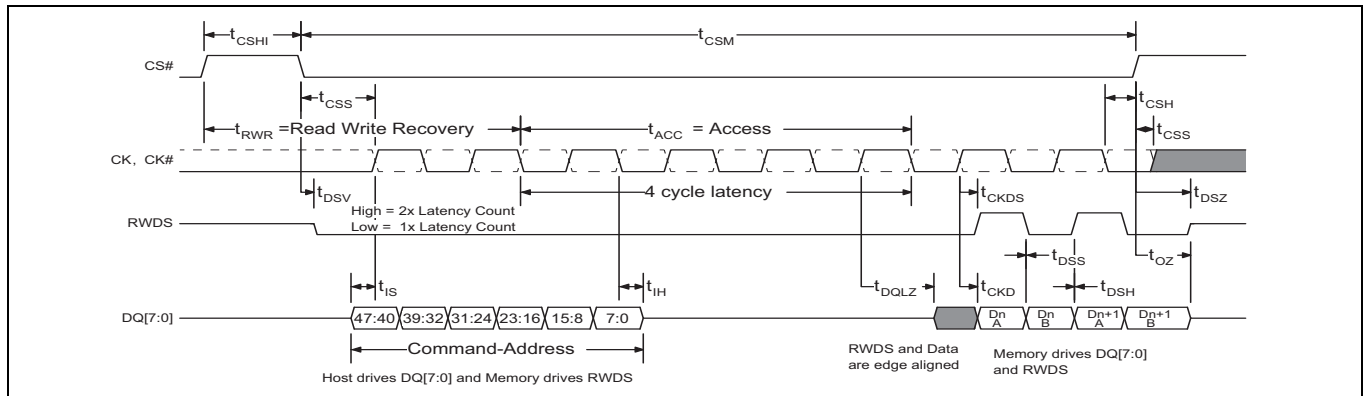 tCSHI
tCSM
CS#
tCSS
tCSH
tRWR =Read Write Recovery
tACC = Access
tCSS
CK, CK#
4 cycle latency
tDSV
tCKDS
tDSZ
High = 2x Latency Count
Low = 1x Latency Count
RWDS
tDSS
tOZ
tIS
tIH
tDQLZ
tCKD
tDSH
DQ[7:0]
47:40 39:32 31:24 23:16 15:8 7:0
Dn A
Dn B
Dn+1 A
Dn+1 B
Command-Address
RWDS and Data
are edge aligned
Memory drives DQ[7:0]
and RWDS
Host drives DQ[7:0] and Memory drives RWDS